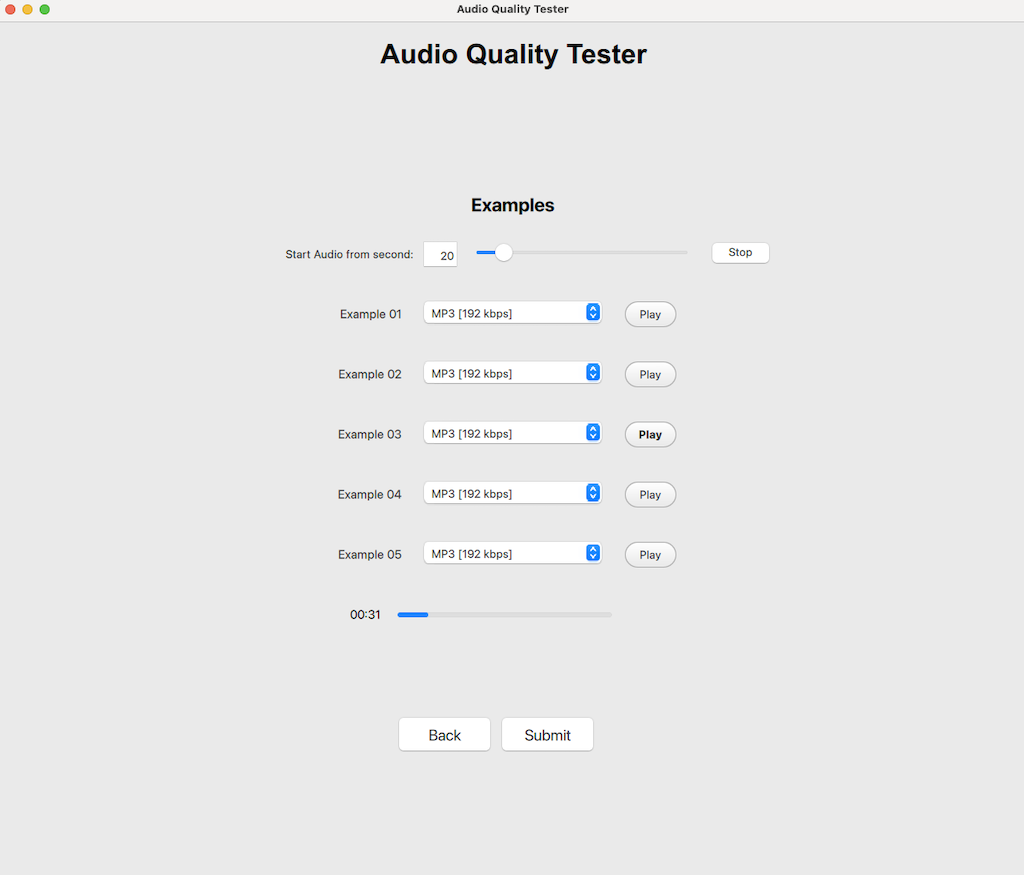 Audio Quality Tester
Audio Quality Tester
Examples
Start Audio from second: 20 Stop
Example 01 MP3 [192 kbps] Play
Example 02 MP3 [192 kbps] Play
Example 03 MP3 [192 kbps] Play
Example 04 MP3 [192 kbps] Play
Example 05 MP3 [192 kbps] Play
00:31
Back Submit